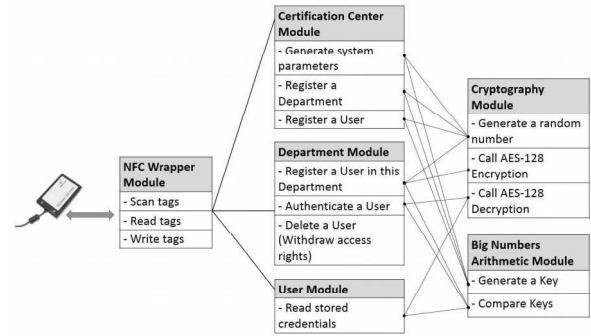 Certification Center
Module
- Generate system
parameters
- Register a
Department
- Register a User
NFC Wrapper
Module
- Scan tags
- Read tags
- Write tags
Department Module
- Register a User in this
Department
- Authenticate a User
- Delete a User
(Withdraw access
rights)
User Module
- Read stored
credentials
Cryptography
Module
- Generate a random
number
- Call AES-128
Encryption
- Call AES-128
Decryption
Big Numbers
Arithmetic Module
- Generate a Key
- Compare Keys